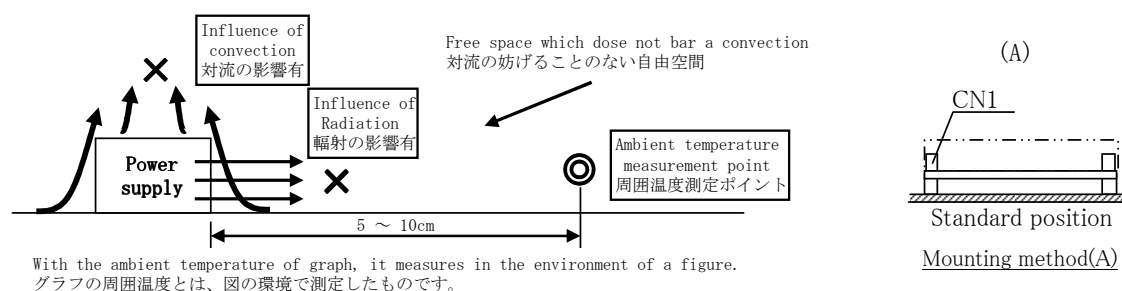 Influence of
convection
対流の影響有
Free space which dose not bar a convection
対流の妨げることのない自由空間
Influence of
Radiation
輻射の影響有
Power
supply
Ambient temperature
measurement point
周囲温度測定ポイント
5 ～ 10cm
With the ambient temperature of graph, it measures in the environment of a figure.
グラフの周囲温度とは、図の環境で測定したものです。
(A)
CN1
Standard position
Mounting method(A)